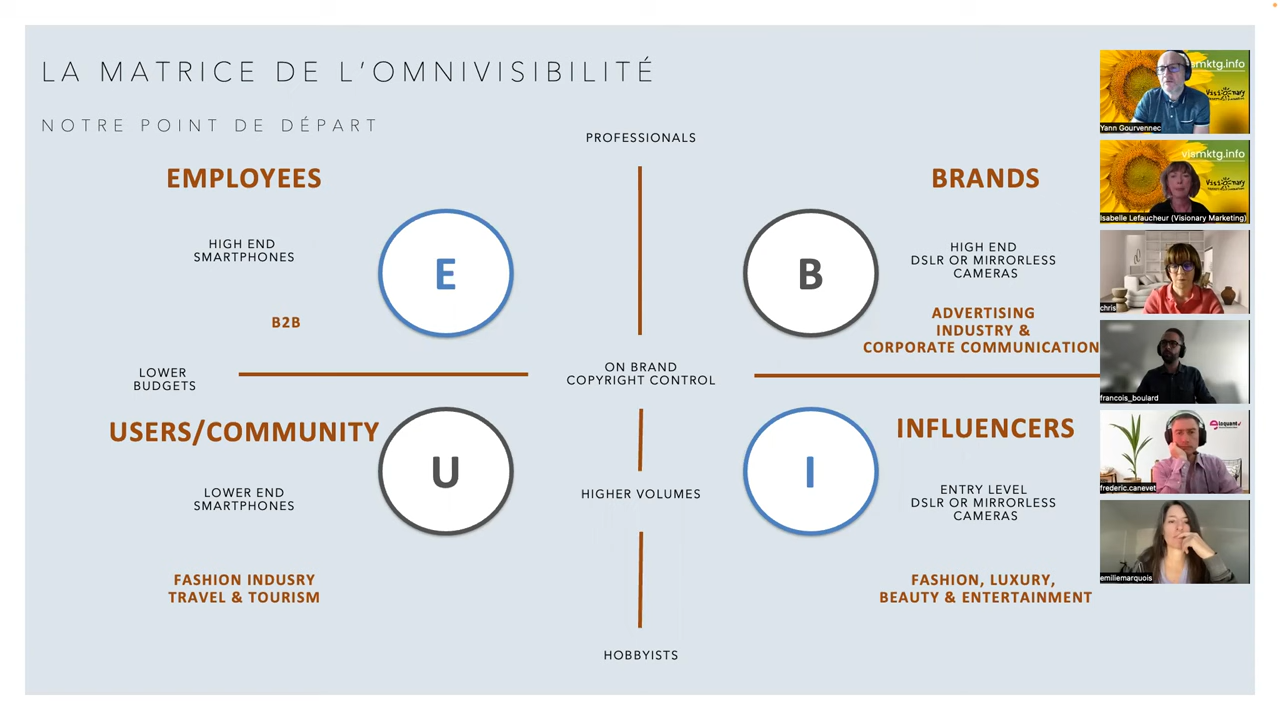 LA MATRICE DE L'OMNIVISIBILITÉ
NOTRE POINT DE DÉPART
PROFESSIONALS
EMPLOYEES
HIGH END
SMARTPHONES
B2B
E
BRANDS
B
HIGH END
DSLR OR MIRRORLESS
CAMERAS
ADVERTISING
INDUSTRY &
CORPORATE COMMUNICATION
LOWER
BUDGETS
ON BRAND
COPYRIGHT CONTROL
USERS/COMMUNITY
U
LOWER END
SMARTPHONES
FASHION INDUSRY
TRAVEL & TOURISM
HIGHER VOLUMES
INFLUENCERS
I
ENTRY LEVEL
DSLR OR MIRRORLESS
CAMERAS
FASHION, LUXURY,
BEAUTY & ENTERTAINMENT
HOBBYISTS
Yann Gourvennec
vismktg.info
Visionary
Isabelle Lefaucheur (Visionary Marketing)
chris
francois_boulard
eloquant
frederic.canevet
emiliemarquois